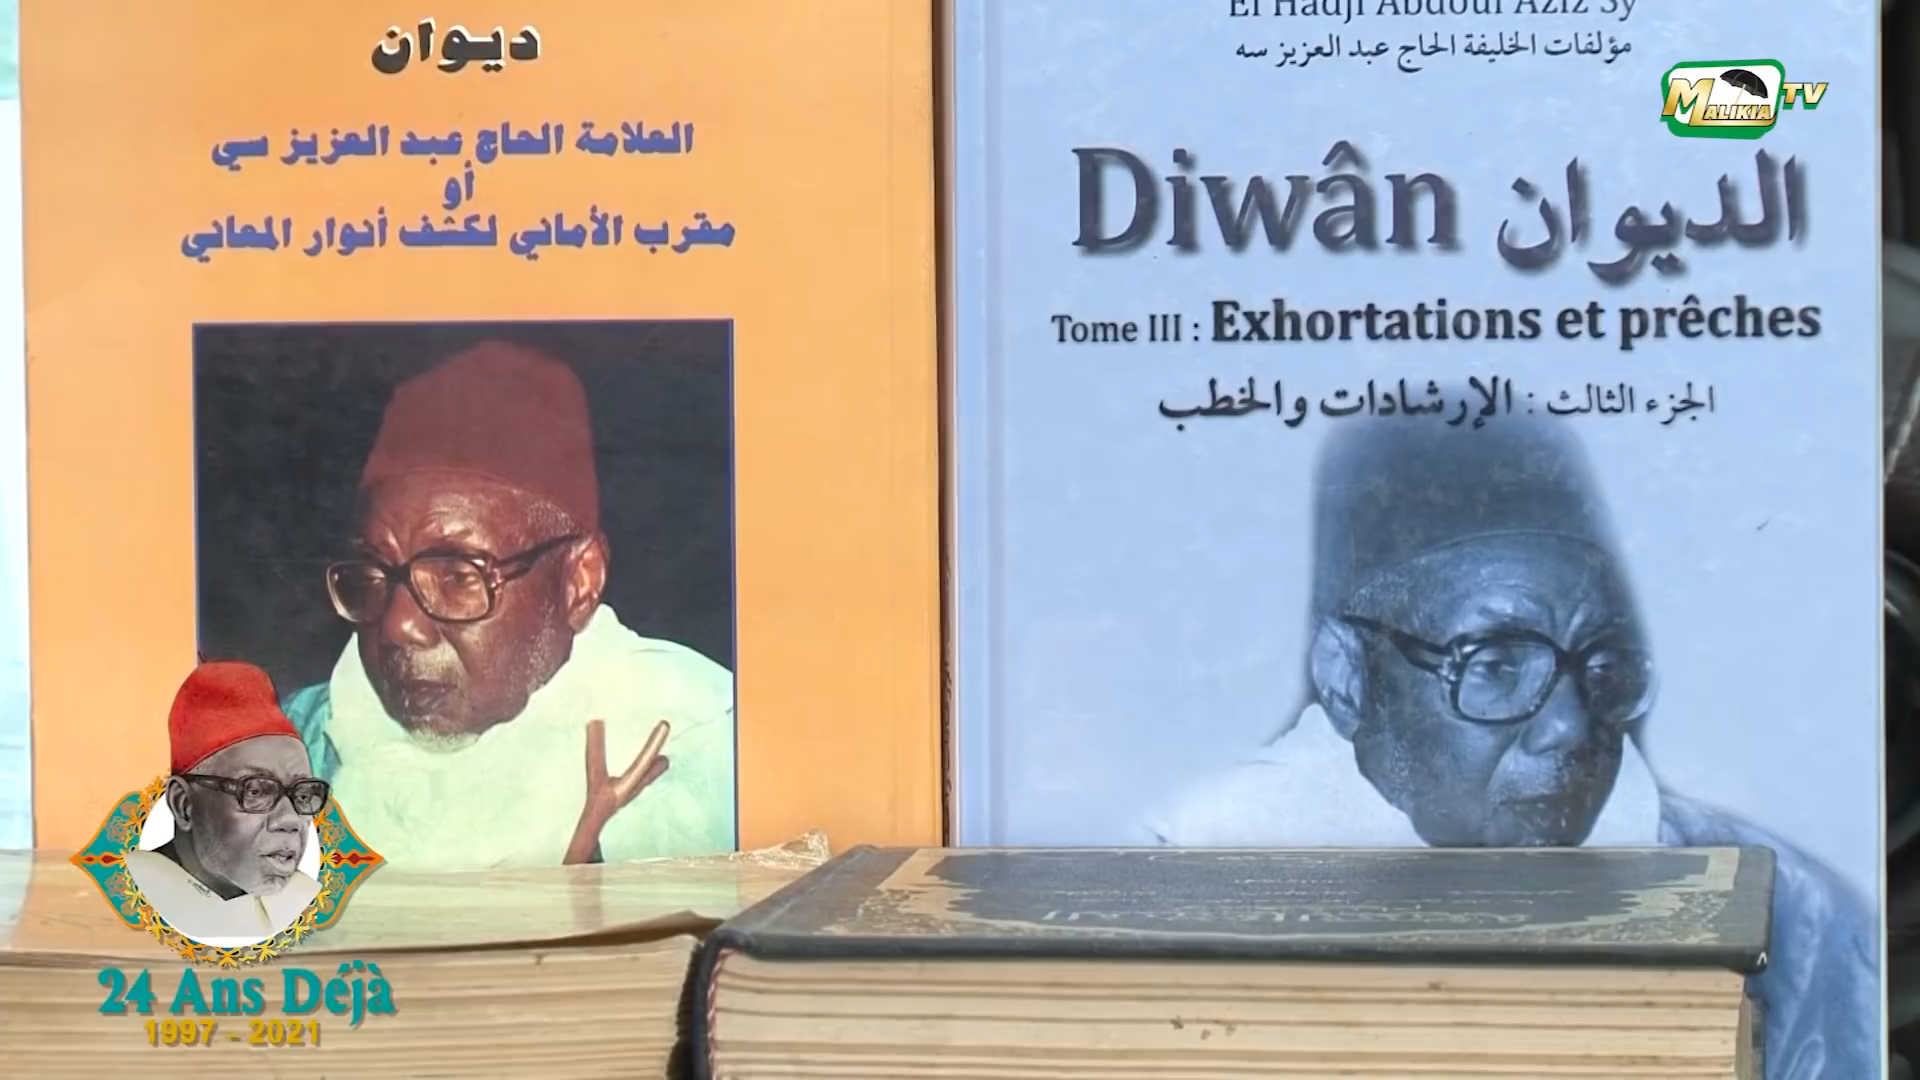 ديوان
العلامة الحاج عبد العزيز سي
أو
مقرب الأماني لكشف أنوار المعاني
El Hadji Abdoul Aziz Sy
مؤلفات الخليفة الحاج عبد العزيز سه
Diwân الديوان
Tome III : Exhortations et prêches
الجزء الثالث : الإرشادات والخطب
MALIKIA TV
24 Ans Déjà
1997 - 2021